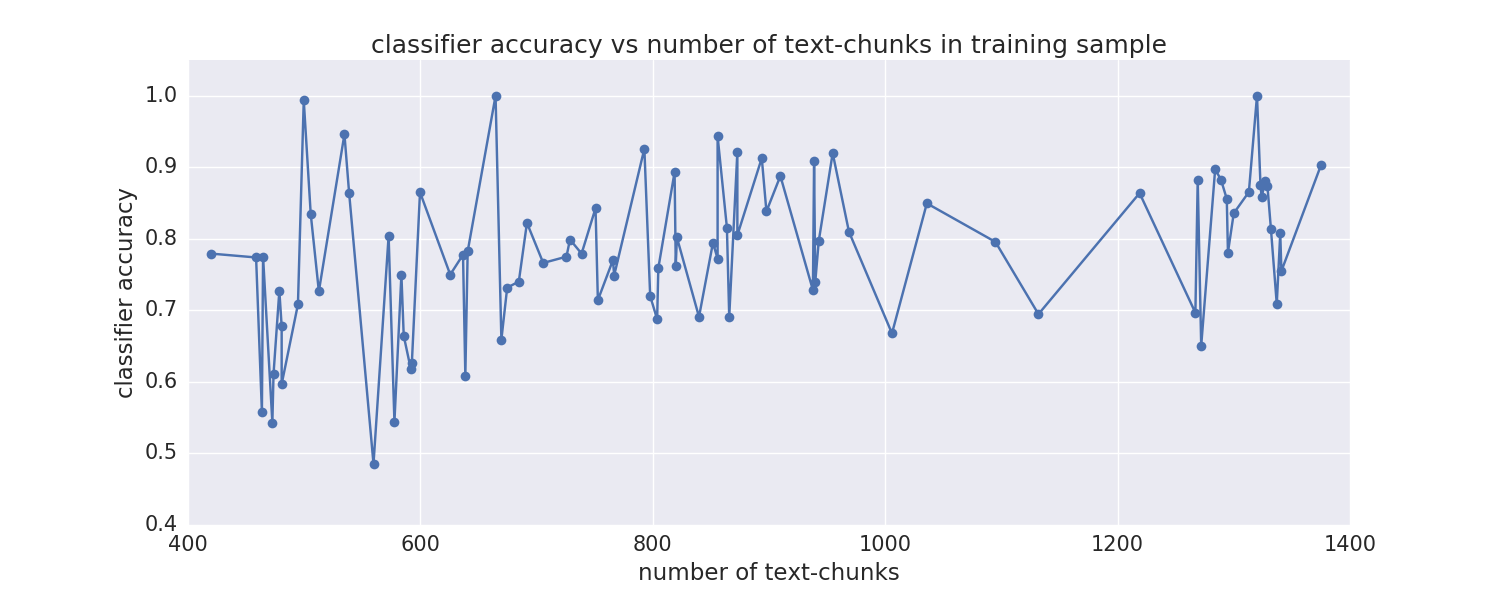 classifier accuracy vs number of text-chunks in training sample
classifier accuracy
1.0
0.9
0.8
0.7
0.6
0.5
0.4
400 600 800 1000 1200 1400
number of text-chunks